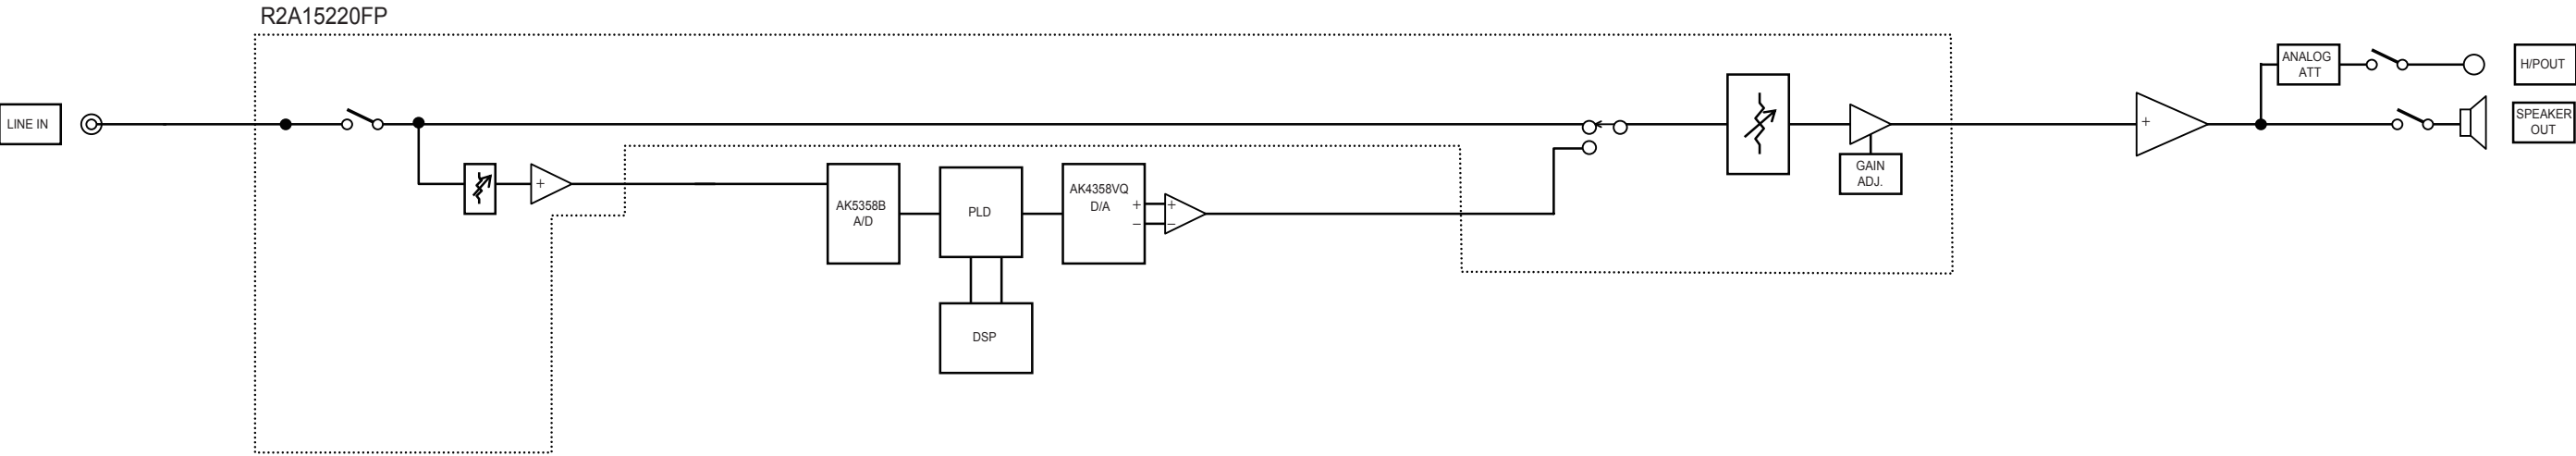 R2A15220FP
LINE IN
AK5358B
A/D
PLD
DSP
AK4358VQ
D/A
+
−
+
−
+
GAIN
ADJ.
+
ANALOG
ATT
H/POUT
SPEAKER
OUT